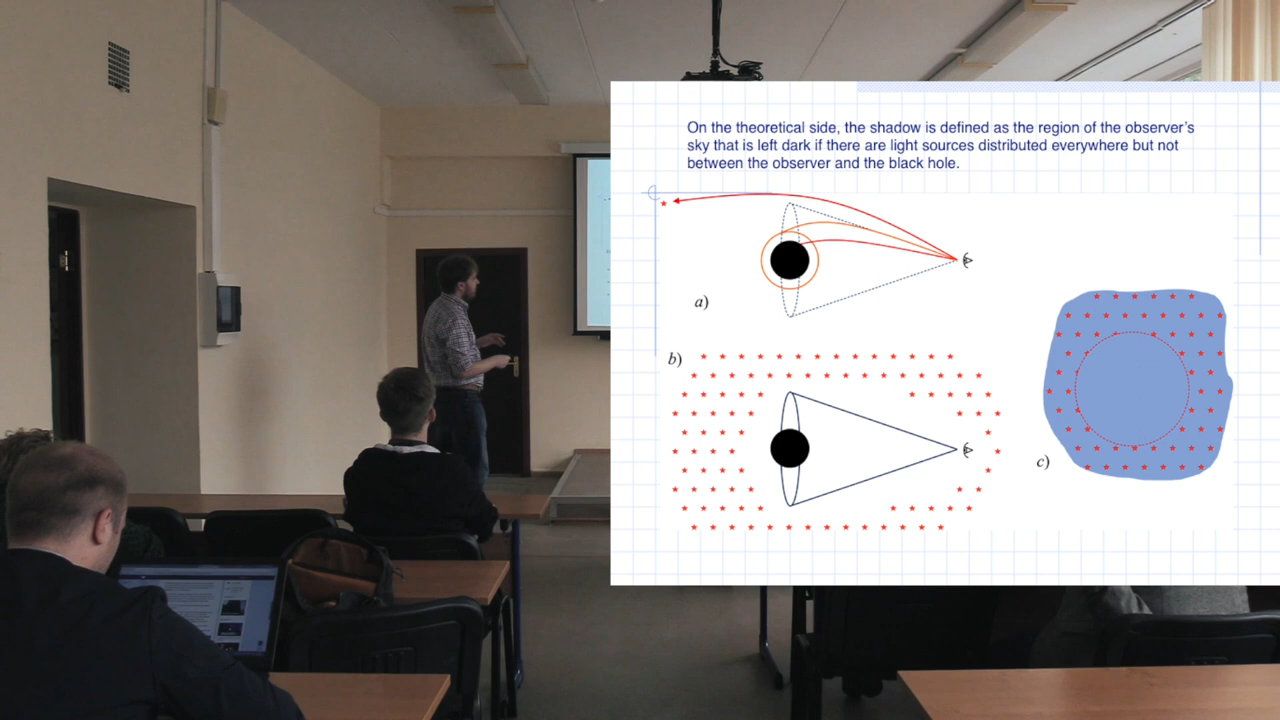 On the theoretical side, the shadow is defined as the region of the observer's
sky that is left dark if there are light sources distributed everywhere but not
between the observer and the black hole.
a)
b)
c)